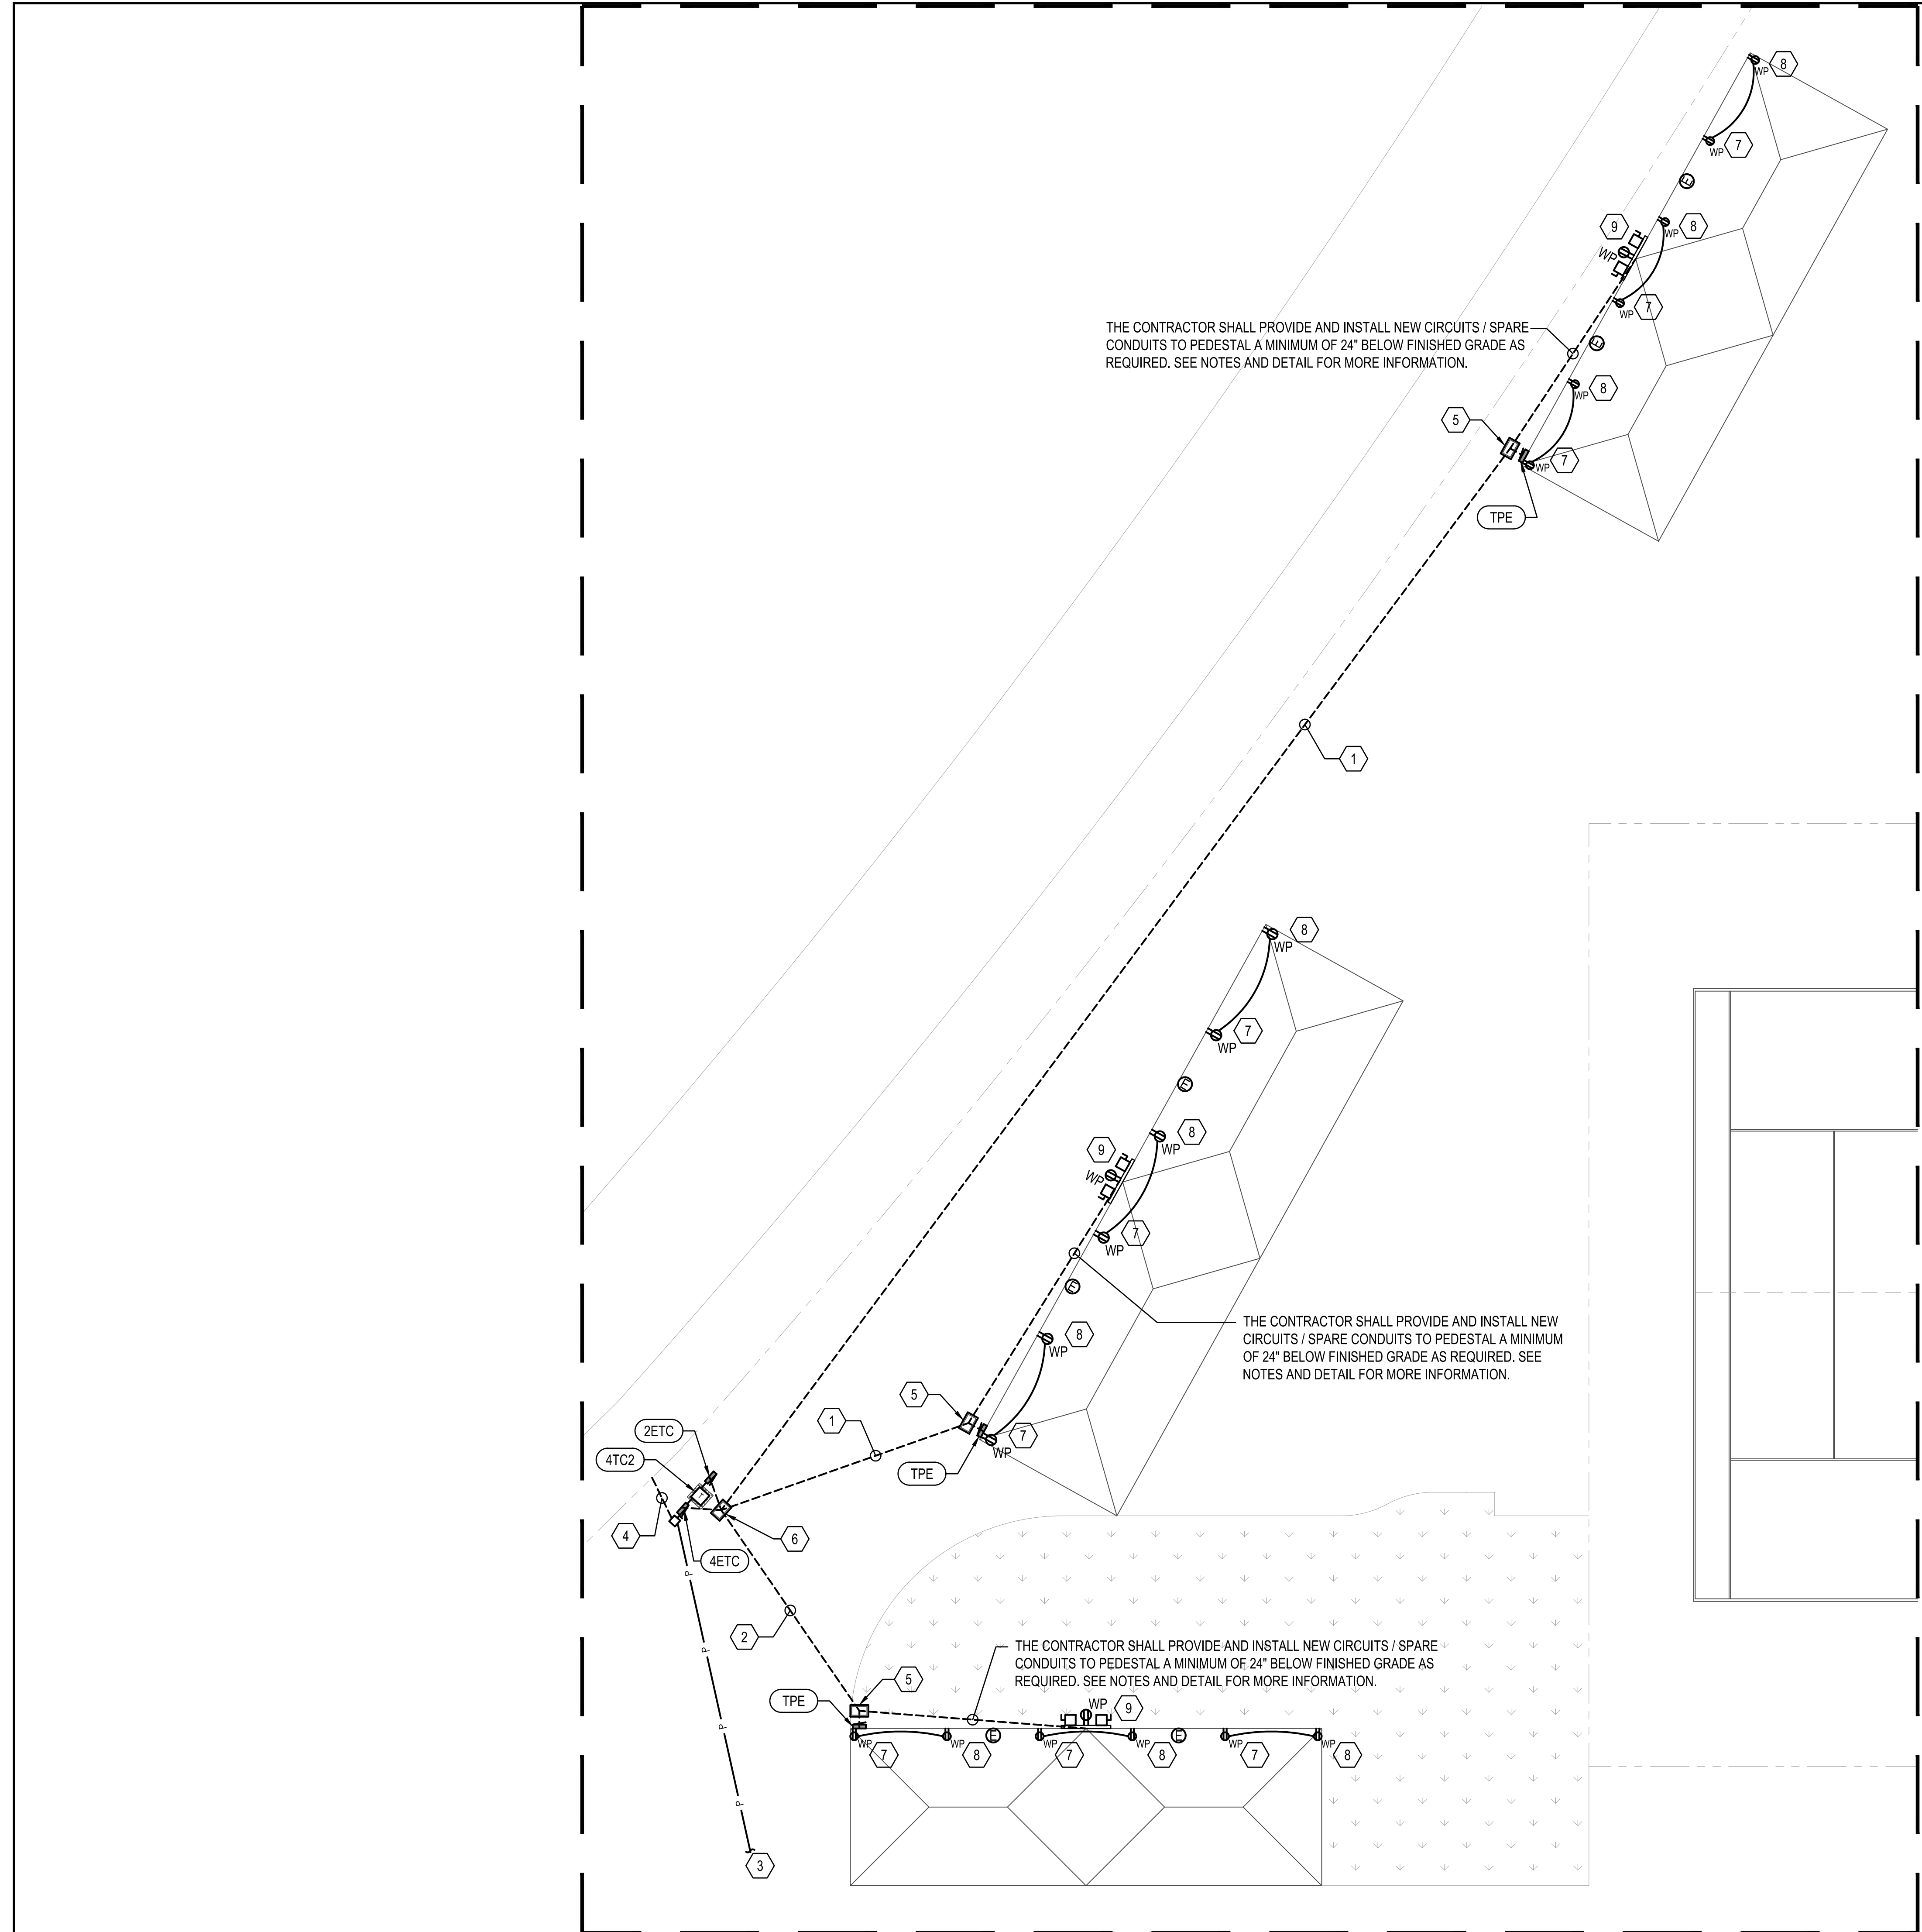 WP
8
WP
7
E
8
WP
9
WP
WP
7
THE CONTRACTOR SHALL PROVIDE AND INSTALL NEW CIRCUITS / SPARE
CONDUITS TO PEDESTAL A MINIMUM OF 24" BELOW FINISHED GRADE AS
REQUIRED. SEE NOTES AND DETAIL FOR MORE INFORMATION.
E
8
WP
5
WP
7
TPE
1
8
WP
7
WP
E
8
WP
9
WP
7
WP
E
THE CONTRACTOR SHALL PROVIDE AND INSTALL NEW
CIRCUITS / SPARE CONDUITS TO PEDESTAL A MINIMUM
OF 24" BELOW FINISHED GRADE AS REQUIRED. SEE
NOTES AND DETAIL FOR MORE INFORMATION.
8
WP
5
1
7
WP
TPE
2ETC
4TC2
T
4
6
4ETC
P
2
P
THE CONTRACTOR SHALL PROVIDE AND INSTALL NEW CIRCUITS / SPARE
CONDUITS TO PEDESTAL A MINIMUM OF 24" BELOW FINISHED GRADE AS
REQUIRED. SEE NOTES AND DETAIL FOR MORE INFORMATION.
5
TPE
WP
9
P
E
E
WP
WP
WP
WP
WP
WP
7
8
7
8
7
8
P
3